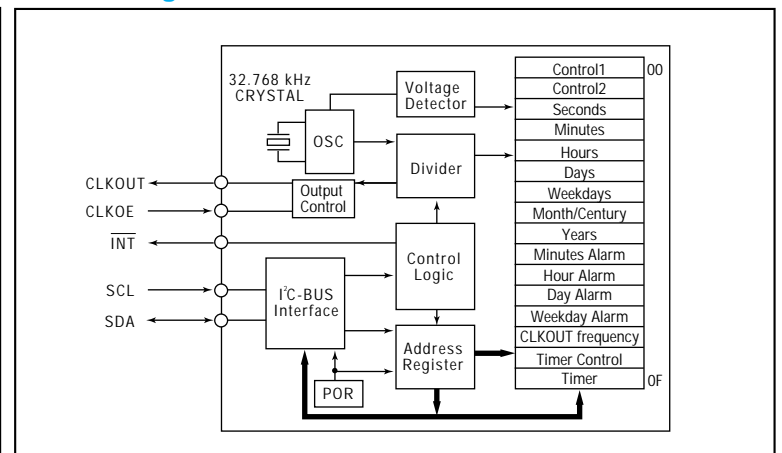 32.768 kHz
CRYSTAL
OSC
Voltage
Detector
Divider
Output
Control
Control
Logic
I²C-BUS
Interface
Address
Register
POR
CLKOUT
CLKOE
INT
SCL
SDA
Control1
00
Control2
Seconds
Minutes
Hours
Days
Weekdays
Month/Century
Years
Minutes Alarm
Hour Alarm
Day Alarm
Weekday Alarm
CLKOUT frequency
Timer Control
Timer
0F